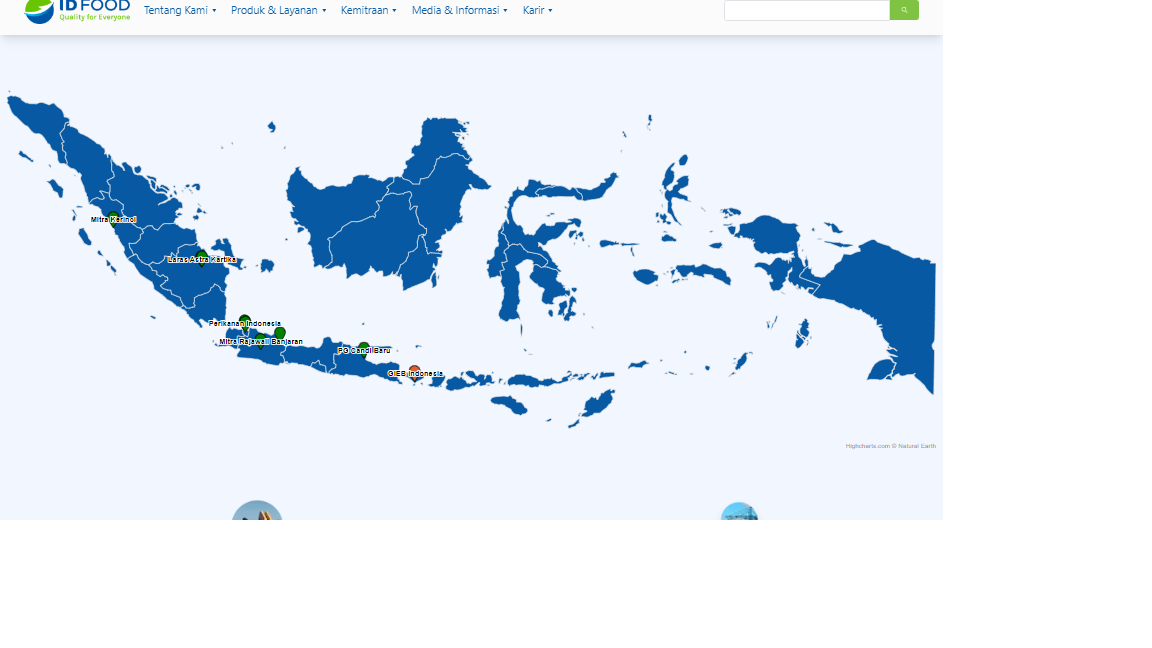 ID FOOD
Quality for Everyone
Tentang Kami
Produk & Layanan
Kemitraan
Media & Informasi
Karir
Mitra Kerinci
Laras Astra Kartika
Perikanan Indonesia
Mitra Rajawali Banjaran
PG Candi Baru
GIEB Indonesia
Highcharts.com © Natural Earth